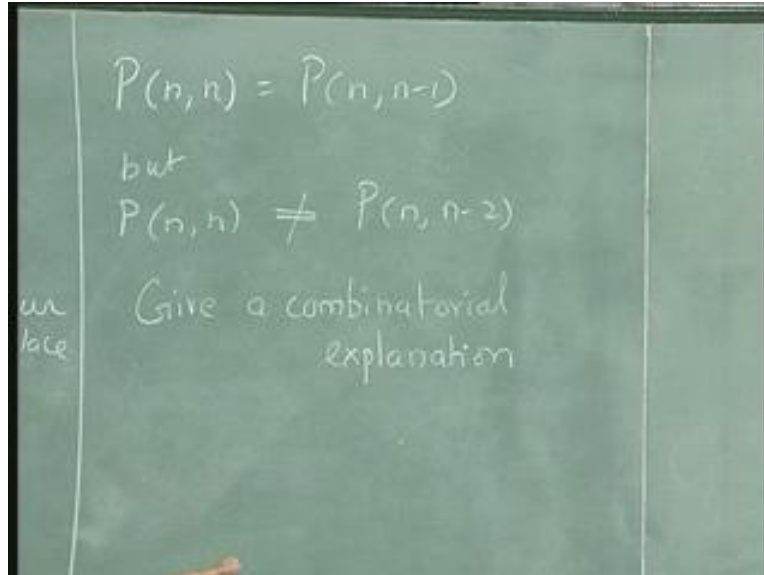 P(n,n) = P(n,n-1)
but
P(n,n) ≠ P(n,n-2)
Give a combinatorial
explanation